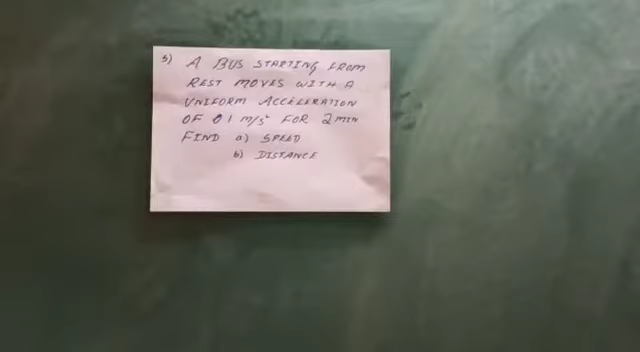 5) A BUS STARTING FROM
REST MOVES WITH A
UNIFORM ACCELERATION
OF 0.1 m/s² FOR 2 MIN
FIND a) SPEED
b) DISTANCE